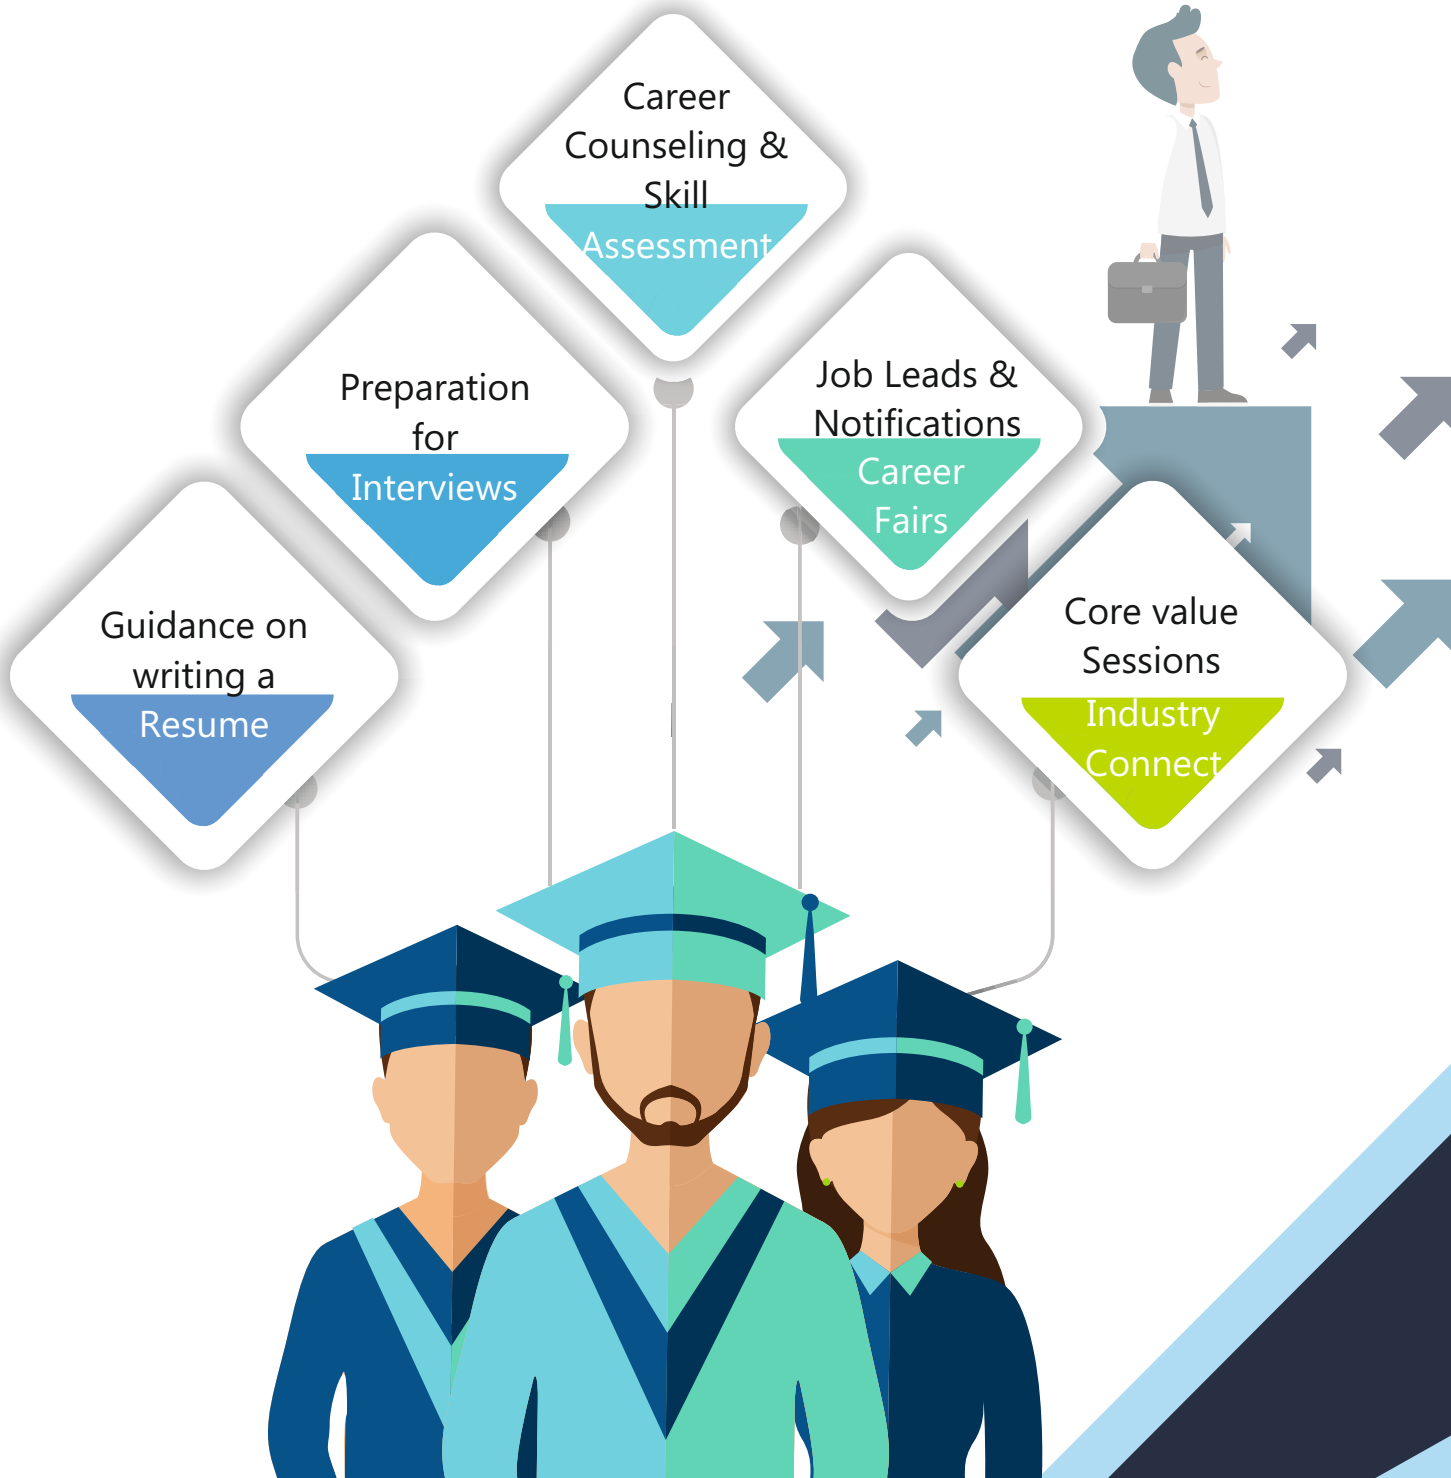 Career
Counseling &
Skill
Assessment
Preparation
for
Interviews
Job Leads &
Notifications
Career
Fairs
Guidance on
writing a
Resume
Core value
Sessions
Industry
Connect